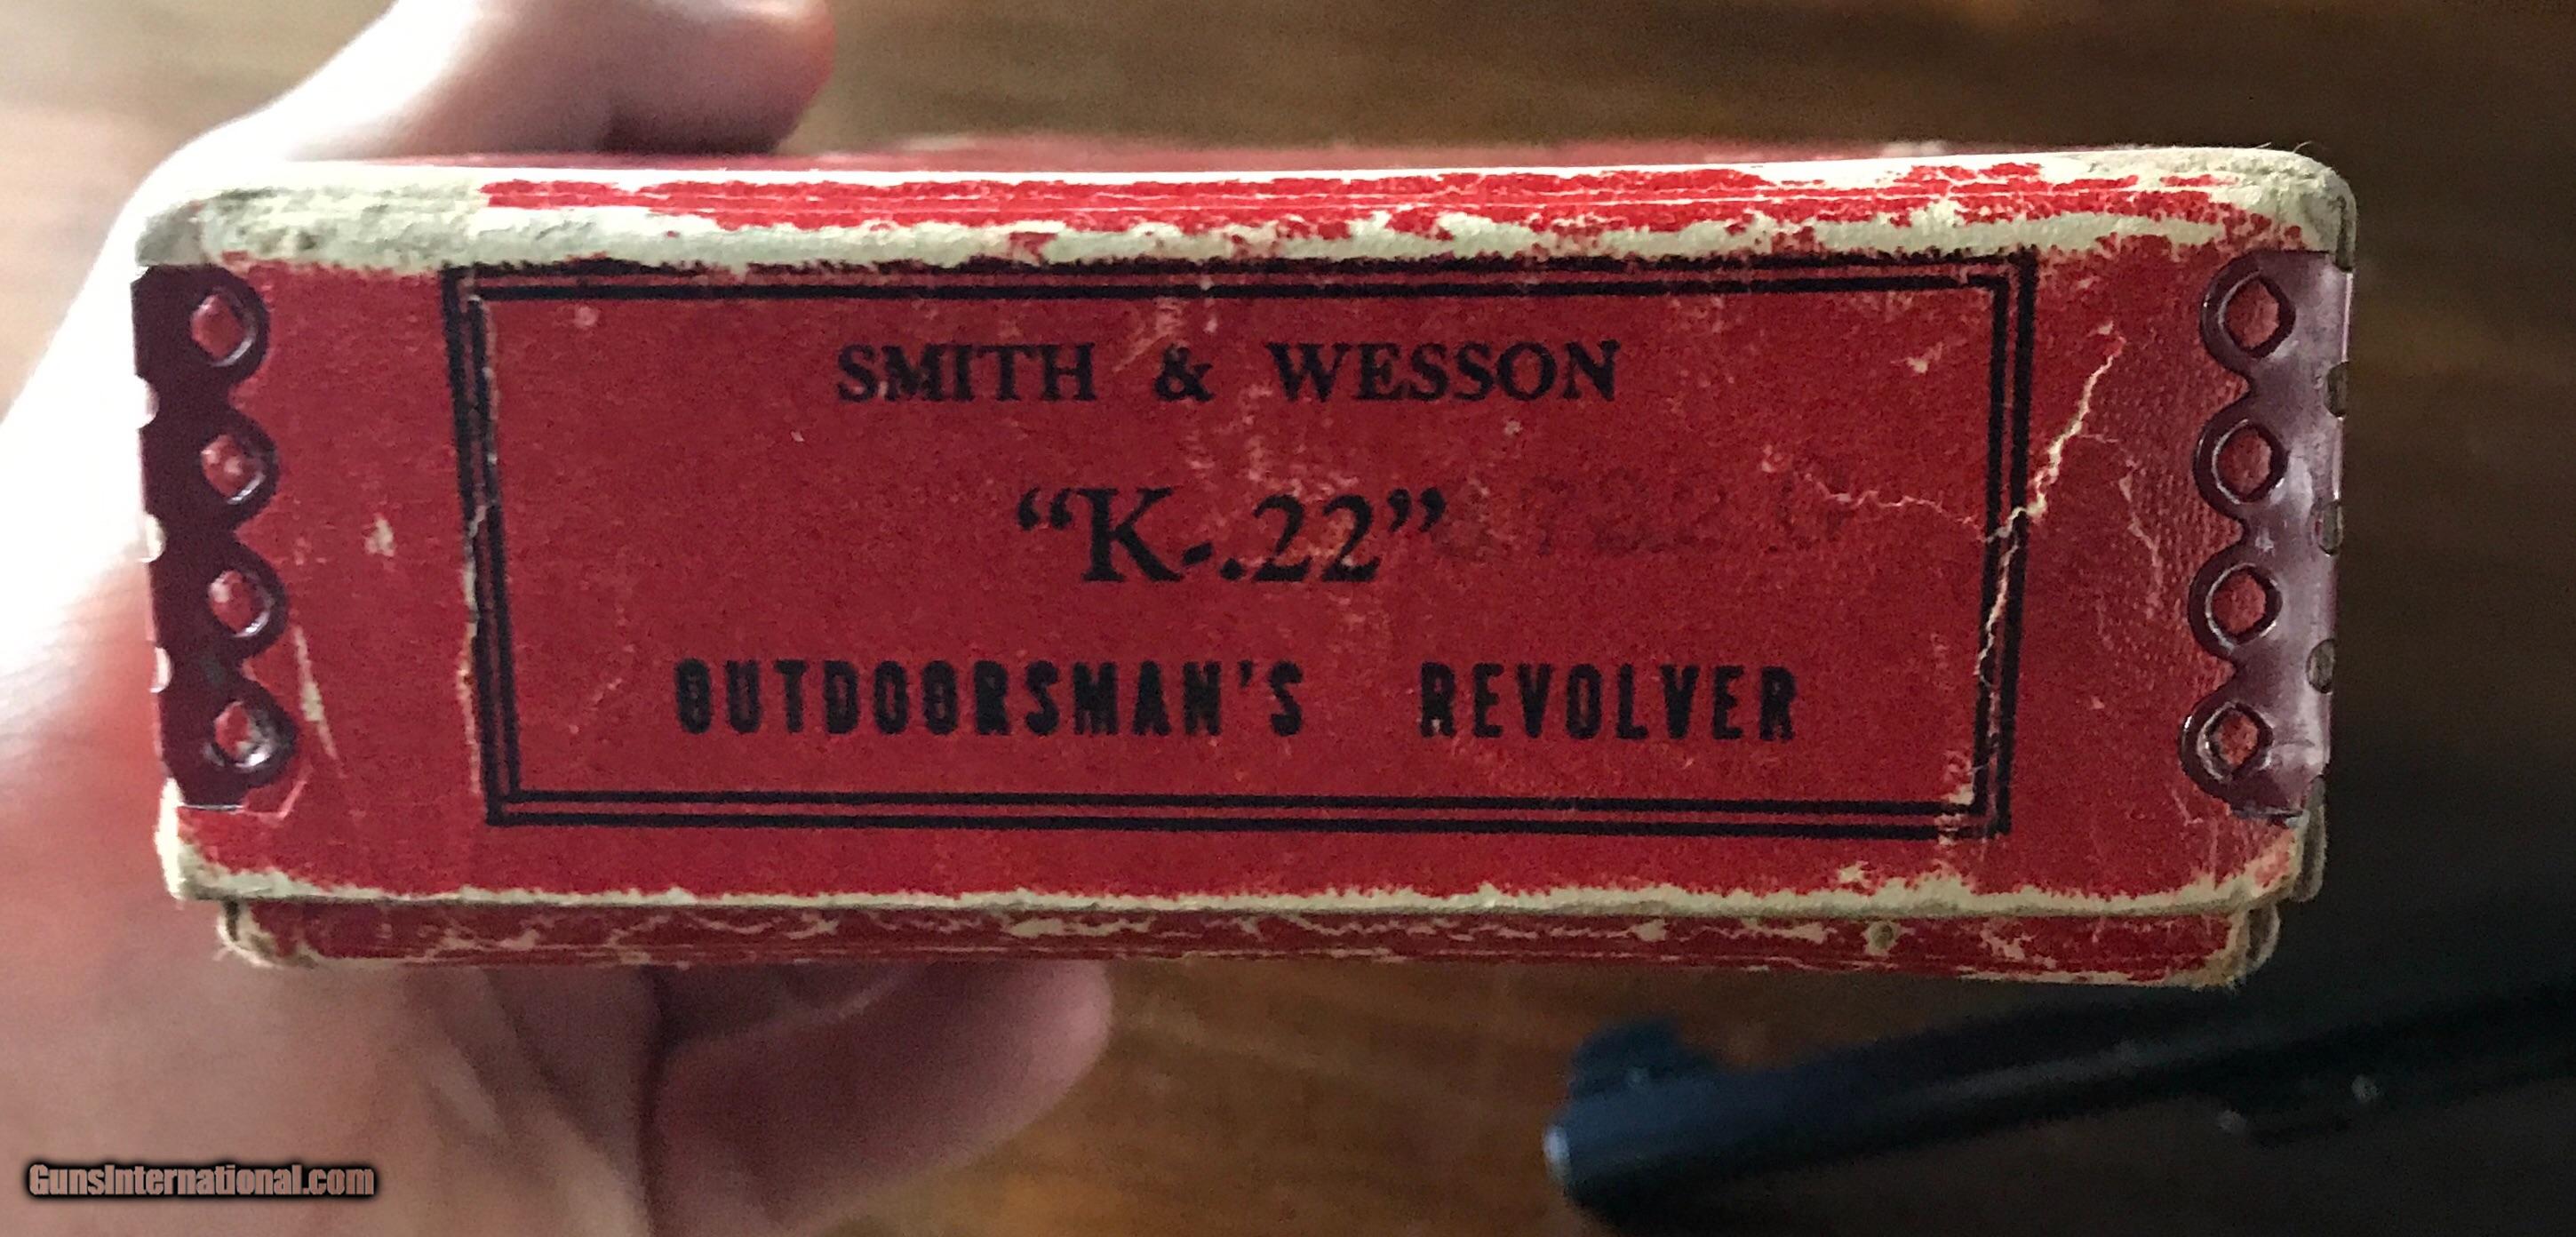 SMITH & WESSON
“K-.22”
OUTDOORSMAN'S REVOLVER
GunsInternational.com